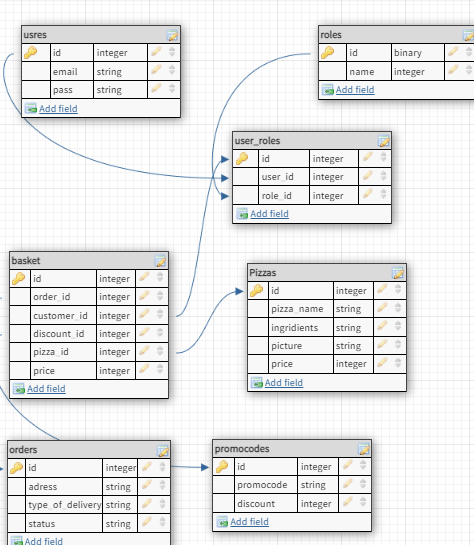 usres
id integer
email string
pass string
Add field
roles
id binary
name integer
Add field
user_roles
id integer
user_id integer
role_id integer
Add field
basket
id integer
order_id integer
customer_id integer
discount_id integer
pizza_id integer
price integer
Add field
Pizzas
id integer
pizza_name string
ingridients string
picture string
price integer
Add field
orders
id integer
adress string
type_of_delivery string
status string
Add field
promocodes
id integer
promocode string
discount integer
Add field